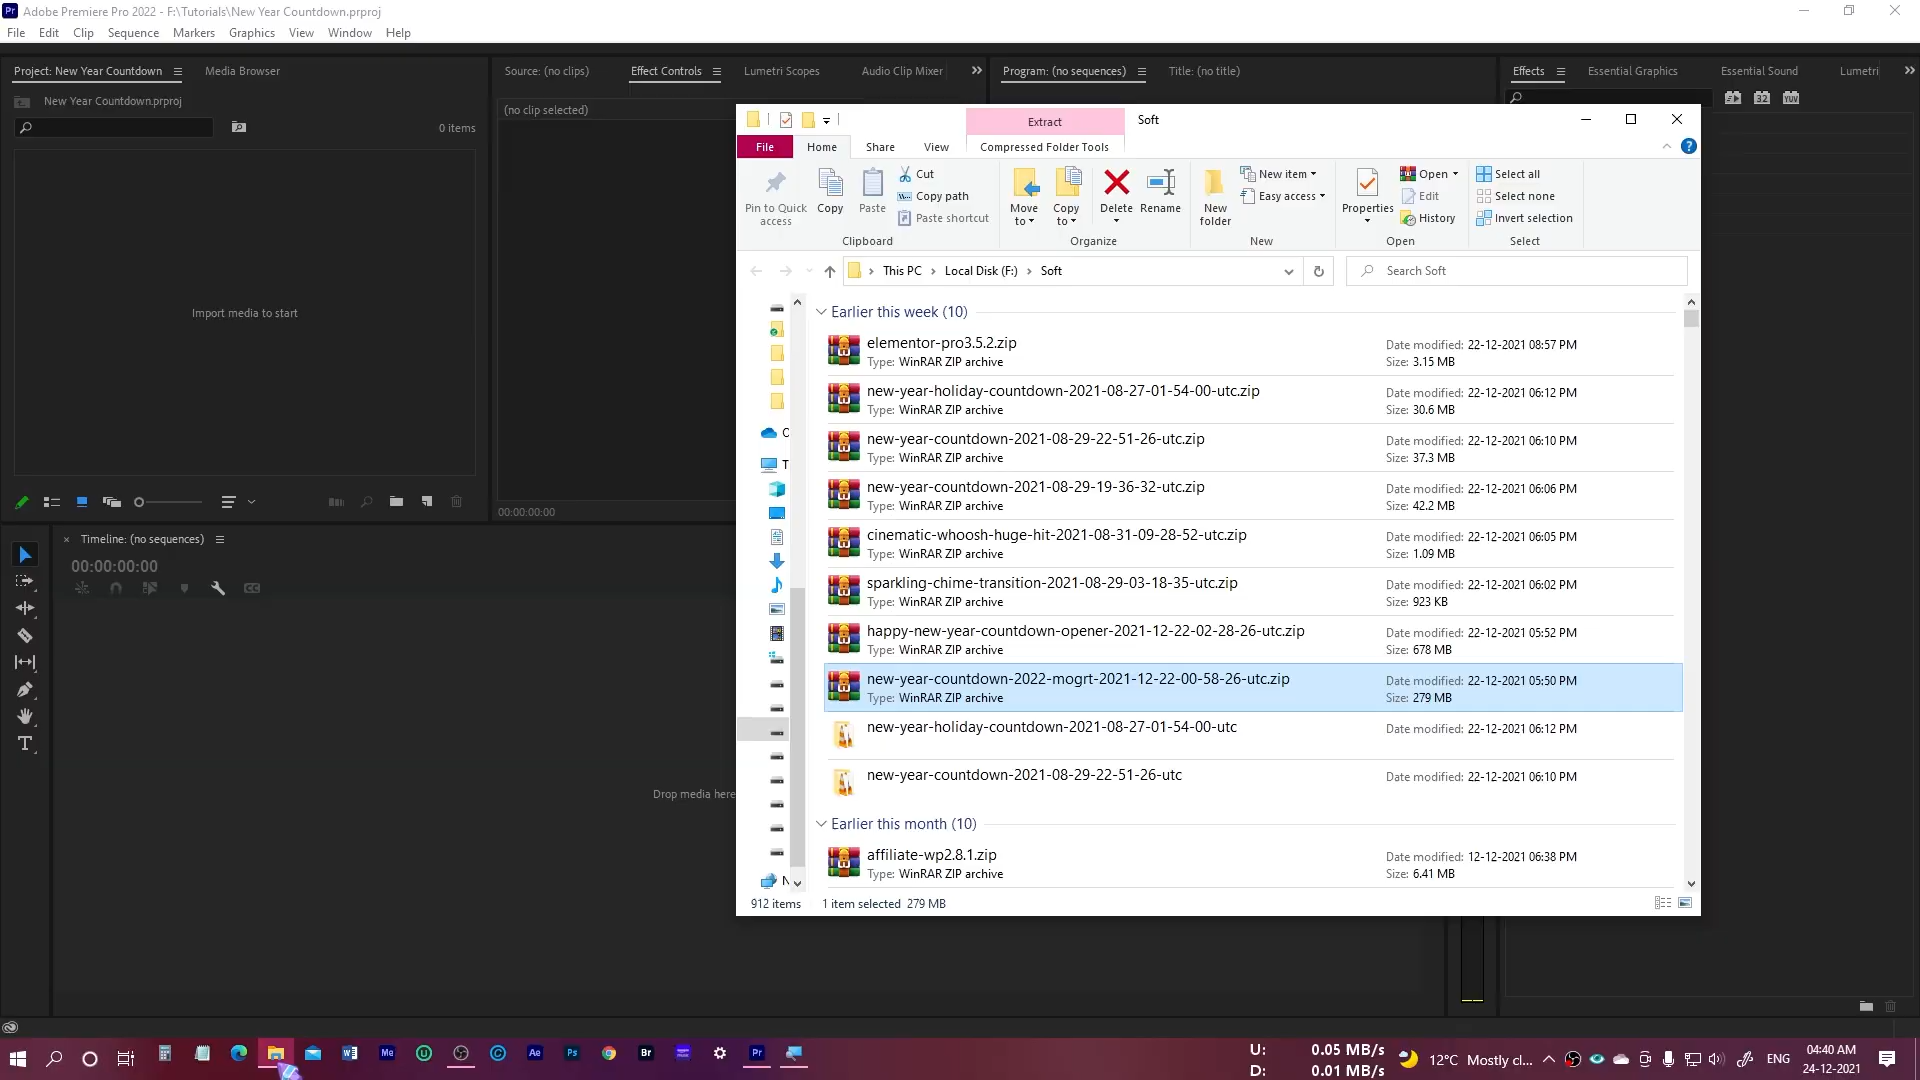 Adobe Premiere Pro 2022 - F:\Tutorials\New Year Countdown.prproj
File Edit Clip Sequence Markers Graphics View Window Help
Project: New Year Countdown
Media Browser
New Year Countdown.prproj
0 items
Import media to start
Source: (no clips)
Effect Controls
Lumetri Scopes
Audio Clip Mixer
(no clip selected)
00:00:00:00
Program: (no sequences)
Title: (no title)
Effects
Essential Graphics
Essential Sound
Lumetri
32
YUV
Timeline: (no sequences)
00:00:00:00
CC
Drop media here
Extract
Soft
File
Home
Share
View
Compressed Folder Tools
Pin to Quick access
Copy
Paste
Cut
Copy path
Paste shortcut
Clipboard
Move to
Copy to
Delete
Rename
Organize
New folder
New item
Easy access
New
Properties
Open
Edit
History
Open
Select all
Select none
Invert selection
Select
This PC
Local Disk (F:)
Soft
Search Soft
Earlier this week (10)
elementor-pro3.5.2.zip
Type: WinRAR ZIP archive
Date modified: 22-12-2021 08:57 PM
Size: 3.15 MB
new-year-holiday-countdown-2021-08-27-01-54-00-utc.zip
Type: WinRAR ZIP archive
Date modified: 22-12-2021 06:12 PM
Size: 30.6 MB
new-year-countdown-2021-08-29-22-51-26-utc.zip
Type: WinRAR ZIP archive
Date modified: 22-12-2021 06:10 PM
Size: 37.3 MB
new-year-countdown-2021-08-29-19-36-32-utc.zip
Type: WinRAR ZIP archive
Date modified: 22-12-2021 06:06 PM
Size: 42.2 MB
cinematic-whoosh-huge-hit-2021-08-31-09-28-52-utc.zip
Type: WinRAR ZIP archive
Date modified: 22-12-2021 06:05 PM
Size: 1.09 MB
sparkling-chime-transition-2021-08-29-03-18-35-utc.zip
Type: WinRAR ZIP archive
Date modified: 22-12-2021 06:02 PM
Size: 923 KB
happy-new-year-countdown-opener-2021-12-22-02-28-26-utc.zip
Type: WinRAR ZIP archive
Date modified: 22-12-2021 05:52 PM
Size: 678 MB
new-year-countdown-2022-mogrt-2021-12-22-00-58-26-utc.zip
Type: WinRAR ZIP archive
Date modified: 22-12-2021 05:50 PM
Size: 279 MB
new-year-holiday-countdown-2021-08-27-01-54-00-utc
Date modified: 22-12-2021 06:12 PM
new-year-countdown-2021-08-29-22-51-26-utc
Date modified: 22-12-2021 06:10 PM
Earlier this month (10)
affiliate-wp2.8.1.zip
Type: WinRAR ZIP archive
Date modified: 12-12-2021 06:38 PM
Size: 6.41 MB
912 items
1 item selected 279 MB
Me
Ae
Ps
Br
Pr
U: 0.05 MB/s
D: 0.01 MB/s
12°C Mostly cl...
ENG
04:40 AM
24-12-2021